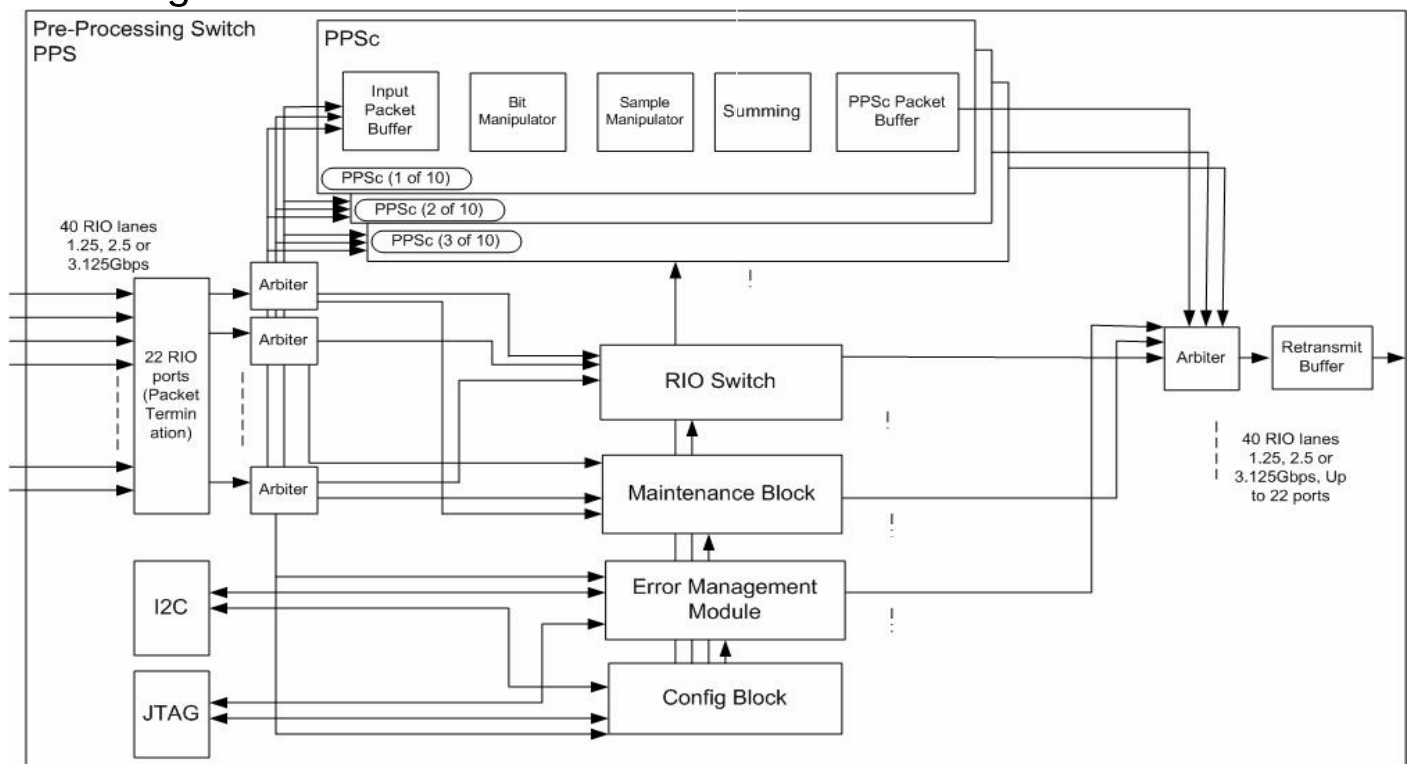 Pre-Processing Switch
PPS
PPSc
Input
Packet
Buffer
Bit
Manipulator
Sample
Manipulator
Summing
PPSc Packet
Buffer
PPSc (1 of 10)
PPSc (2 of 10)
PPSc (3 of 10)
40 RIO lanes
1.25, 2.5 or
3.125Gbps
22 RIO
ports
(Packet
Termin
ation)
Arbiter
Arbiter
Arbiter
RIO Switch
Maintenance Block
Error Management
Module
Config Block
I2C
JTAG
Arbiter
Retransmit
Buffer
40 RIO lanes
1.25, 2.5 or
3.125Gbps, Up
to 22 ports